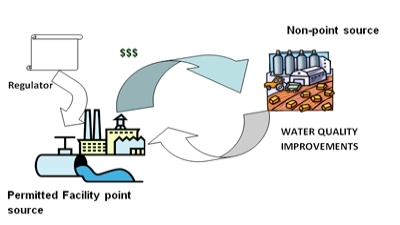 Non-point source
$$$
Regulator
WATER QUALITY
IMPROVEMENTS
Permitted Facility point
source